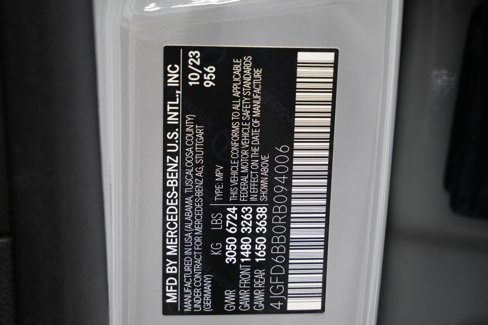 MFD BY MERCEDES-BENZ U.S. INTL., INC
MANUFACTURED IN USA (ALABAMA, TUSCALOOSA COUNTY)
UNDER CONTRACT FOR MERCEDES-BENZ AG, STUTTGART
(GERMANY)
10/23
956
TYPE: MPV
KG LBS
GVWR 3050 6724
GAWR FRONT 1480 3263
GAWR REAR 1650 3638
THIS VEHICLE CONFORMS TO ALL APPLICABLE
FEDERAL MOTOR VEHICLE SAFETY STANDARDS
IN EFFECT ON THE DATE OF MANUFACTURE
SHOWN ABOVE.
4JGFD6BB0RB094006